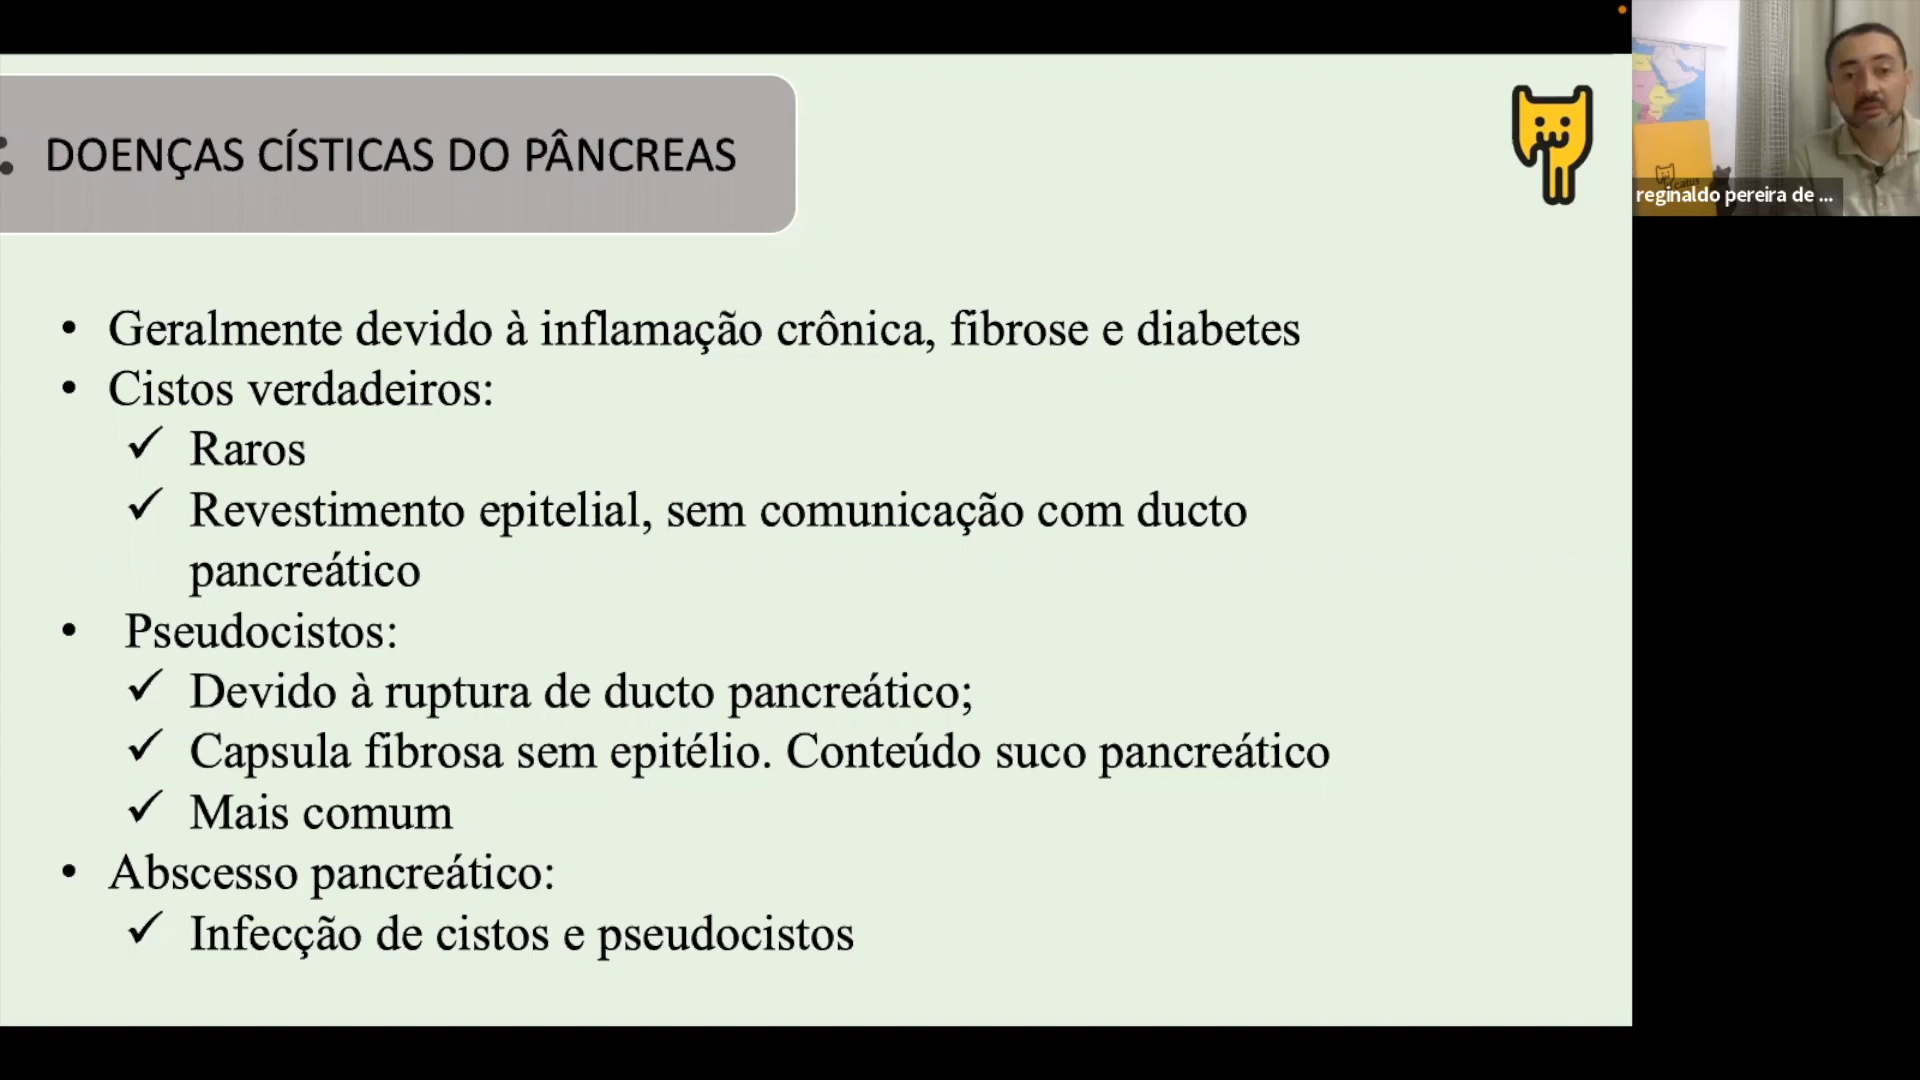 DOENÇAS CÍSTICAS DO PÂNCREAS
reginaldo pereira de ...
• Geralmente devido à inflamação crônica, fibrose e diabetes
• Cistos verdadeiros:
✓ Raros
✓ Revestimento epitelial, sem comunicação com ducto
pancreático
• Pseudocistos:
✓ Devido à ruptura de ducto pancreático;
✓ Capsula fibrosa sem epitélio. Conteúdo suco pancreático
✓ Mais comum
• Abscesso pancreático:
✓ Infecção de cistos e pseudocistos